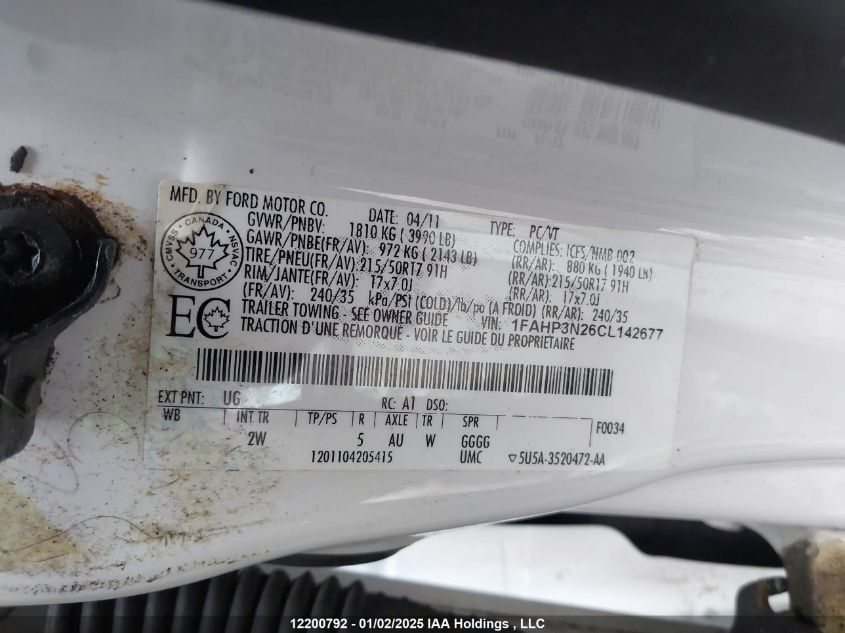 MFD. BY FORD MOTOR CO. DATE: 04/11 TYPE: PC/VT
GVWR/PNBV: 1810 KG ( 3990 LB) COMPLIES: ICES/NMB-002
GAWR/PNBE(FR/AV): 972 KG ( 2143 LB) (RR/AR): 880 KG ( 1940 LB)
TIRE/PNEU(FR/AV):215/50R17 91H (RR/AR):215/50R17 91H
RIM/JANTE(FR/AV): 17x7.0J (RR/AR): 17x7.0J
(FR/AV): 240/35 kPa/PSI (COLD)/lb/po (A FROID) (RR/AR): 240/35
TRAILER TOWING - SEE OWNER GUIDE VIN: 1FAHP3N26CL142677
TRACTION D'UNE REMORQUE - VOIR LE GUIDE DU PROPRIETAIRE
CMVSS - CANADA - NSVAC
977
TRANSPORT
EC
EXT PNT: UG RC: A1 DSO:
WB INT TR TP/PS R AXLE TR SPR F0034
2W 5 AU W GGGG
1201104205415 UMC ▽5U5A-3520472-AA
12200792 - 01/02/2025 IAA Holdings , LLC